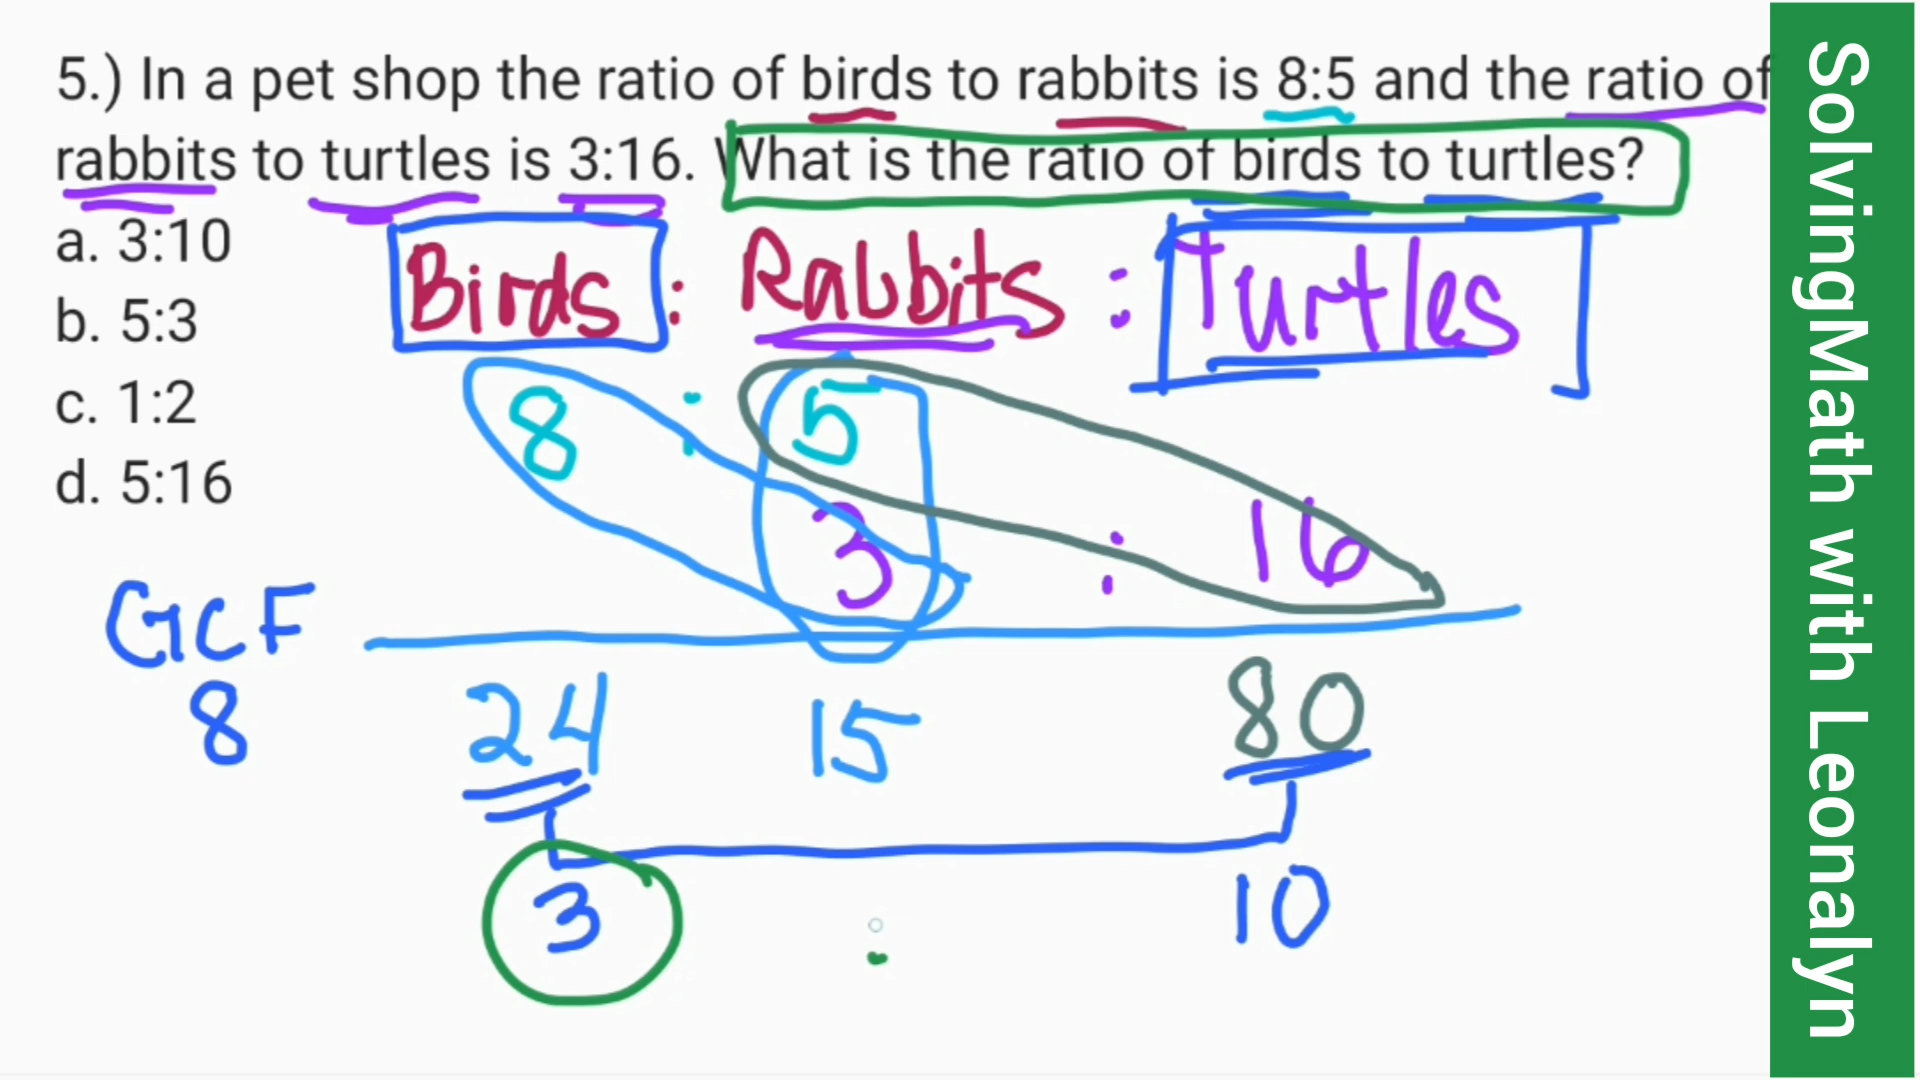 5.) In a pet shop the ratio of birds to rabbits is 8:5 and the ratio of
rabbits to turtles is 3:16. What is the ratio of birds to turtles?
a. 3:10
b. 5:3
c. 1:2
d. 5:16
Birds : Rabbits : Turtles
8 : 5
3 : 16
GCF
8
24 15 80
3 : 10
SolvingMath with Leonalyn